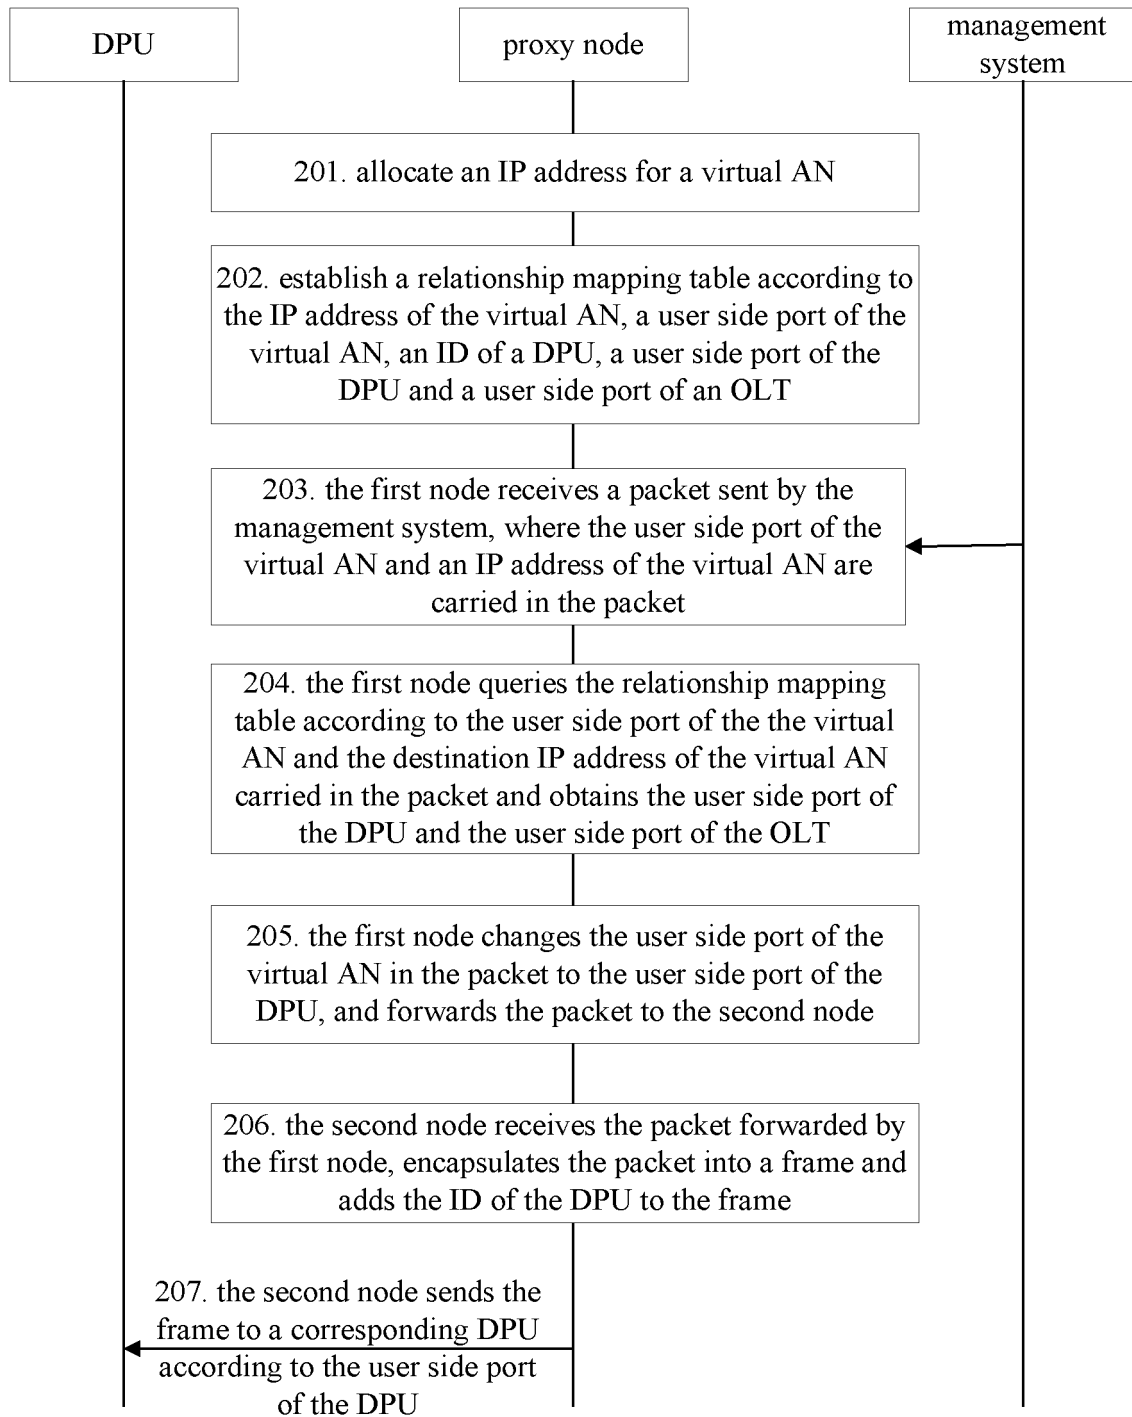 DPU
proxy node
management
system
201. allocate an IP address for a virtual AN
202. establish a relationship mapping table according to
the IP address of the virtual AN, a user side port of the
virtual AN, an ID of a DPU, a user side port of the
DPU and a user side port of an OLT
203. the first node receives a packet sent by the
management system, where the user side port of the
virtual AN and an IP address of the virtual AN are
carried in the packet
204. the first node queries the relationship mapping
table according to the user side port of the the virtual
AN and the destination IP address of the virtual AN
carried in the packet and obtains the user side port of
the DPU and the user side port of the OLT
205. the first node changes the user side port of the
virtual AN in the packet to the user side port of the
DPU, and forwards the packet to the second node
206. the second node receives the packet forwarded by
the first node, encapsulates the packet into a frame and
adds the ID of the DPU to the frame
207. the second node sends the
frame to a corresponding DPU
according to the user side port
of the DPU